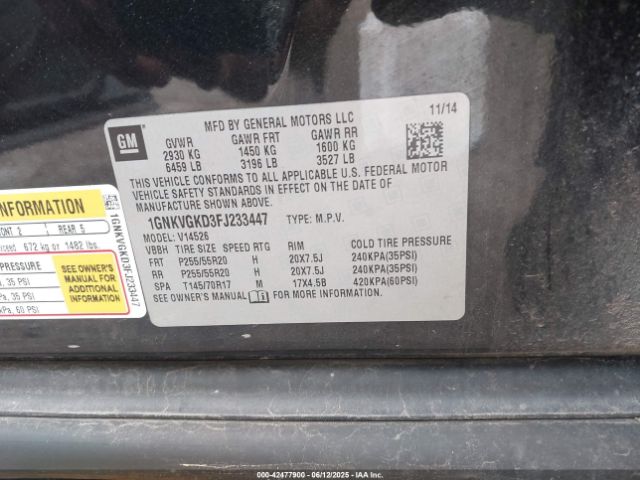 MFD BY GENERAL MOTORS LLC
11/14
GM
GVWR GAWR FRT GAWR RR
2930 KG 1450 KG 1600 KG
6459 LB 3196 LB 3527 LB
THIS VEHICLE CONFORMS TO ALL APPLICABLE U.S. FEDERAL MOTOR
VEHICLE SAFETY STANDARDS IN EFFECT ON THE DATE OF
MANUFACTURE SHOWN ABOVE.
1GNKVGKD3FJ233447 TYPE: M.P.V.
MODEL: V14526
VBBH TIRE SIZE SPEED RTG RIM COLD TIRE PRESSURE
FRT P255/55R20 H 20X7.5J 240KPA(35PSI)
RR P255/55R20 H 20X7.5J 240KPA(35PSI)
SPA T145/70R17 M 17X4.5B 420KPA(60PSI)
SEE OWNER'S MANUAL FOR MORE INFORMATION.
INFORMATION
2 REAR 5
672 kg or 1482 lbs.
PRESSURE
35 PSI
35 PSI
60 PSI
SEE OWNER'S
MANUAL FOR
ADDITIONAL
INFORMATION
1GNKVGKD3FJ233447
000-42477900 - 06/12/2025 - IAAI.COM